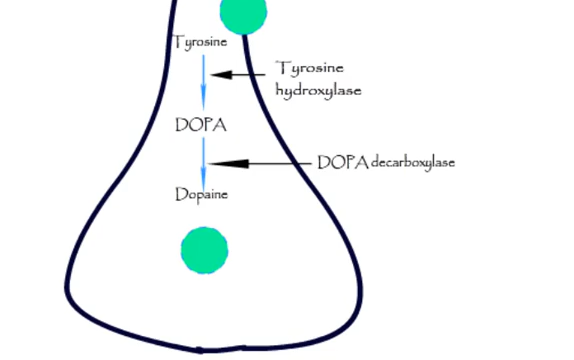 Tyrosine
Tyrosine
hydroxylase
DOPA
DOPA decarboxylase
Dopaine